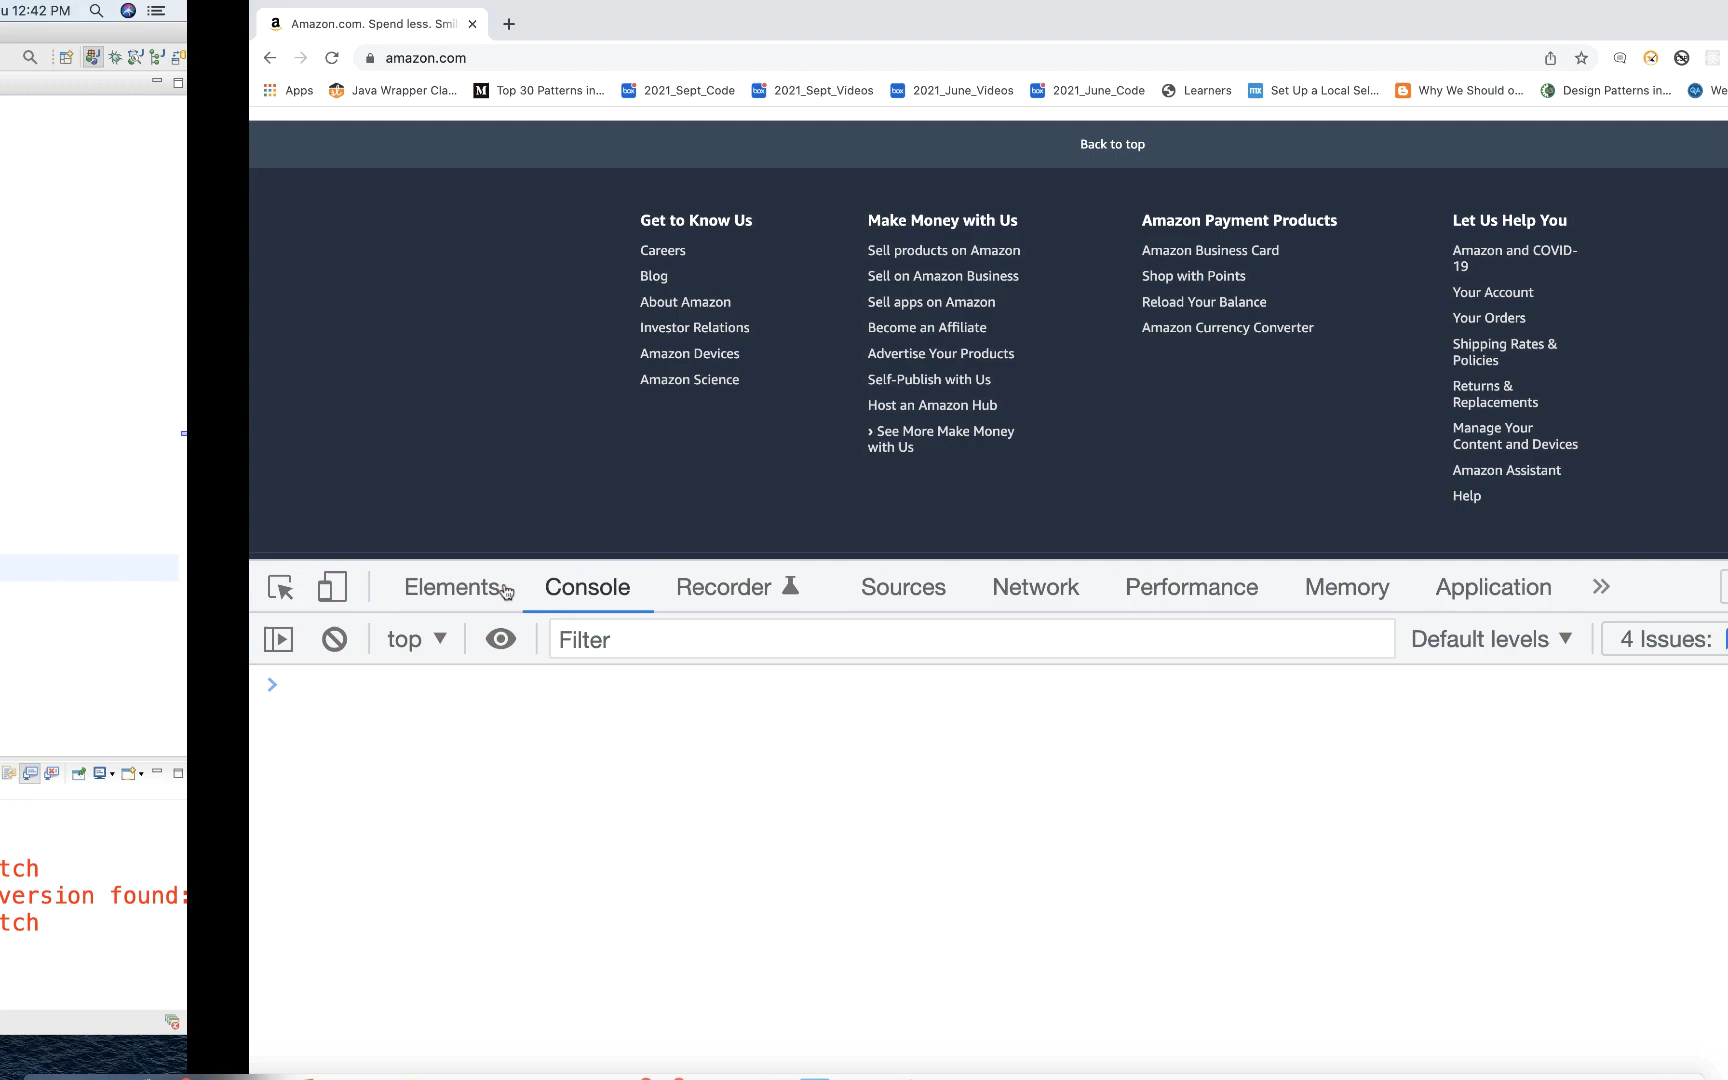 u 12:42 PM
Amazon.com. Spend less. Smil
amazon.com
Apps
Java Wrapper Cla...
Top 30 Patterns in...
2021_Sept_Code
2021_Sept_Videos
2021_June_Videos
2021_June_Code
Learners
Set Up a Local Sel...
Why We Should o...
Design Patterns in...
We
Back to top
Get to Know Us
Careers
Blog
About Amazon
Investor Relations
Amazon Devices
Amazon Science
Make Money with Us
Sell products on Amazon
Sell on Amazon Business
Sell apps on Amazon
Become an Affiliate
Advertise Your Products
Self-Publish with Us
Host an Amazon Hub
› See More Make Money
with Us
Amazon Payment Products
Amazon Business Card
Shop with Points
Reload Your Balance
Amazon Currency Converter
Let Us Help You
Amazon and COVID-
19
Your Account
Your Orders
Shipping Rates &
Policies
Returns &
Replacements
Manage Your
Content and Devices
Amazon Assistant
Help
Elements
Console
Recorder
Sources
Network
Performance
Memory
Application
top
Filter
Default levels
4 Issues:
tch
version found:
tch